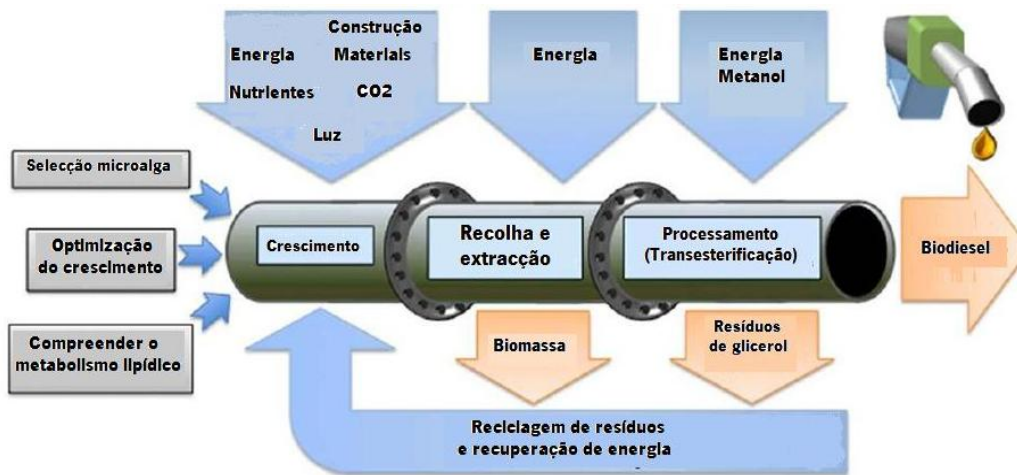 Construção
Energia Materiais
Nutrientes CO2
Luz
Energia
Energia
Metanol
Selecção microalga
Optimização
do crescimento
Compreender o
metabolismo lipídico
Crescimento
Recolha e
extracção
Processamento
(Transesterificação)
Biodiesel
Biomassa
Resíduos
de glicerol
Reciclagem de resíduos
e recuperação de energia